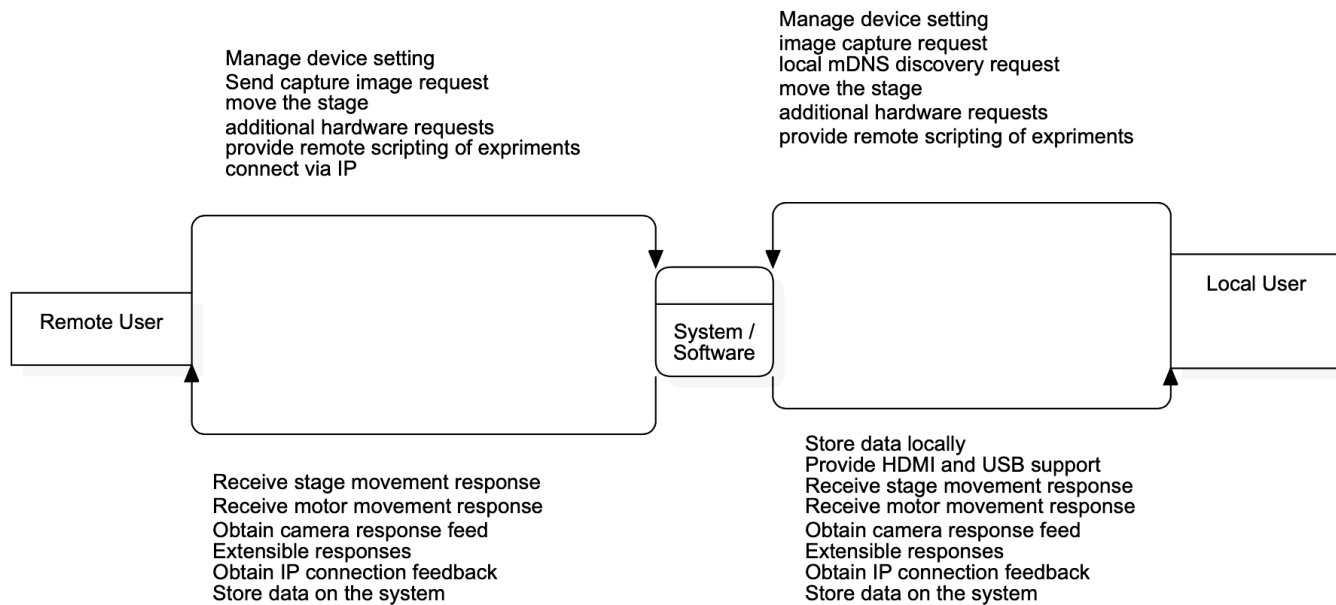 Manage device setting
Send capture image request
move the stage
additional hardware requests
provide remote scripting of expriments
connect via IP
Manage device setting
image capture request
local mDNS discovery request
move the stage
additional hardware requests
provide remote scripting of expriments
Remote User
System /
Software
Local User
Receive stage movement response
Receive motor movement response
Obtain camera response feed
Extensible responses
Obtain IP connection feedback
Store data on the system
Store data locally
Provide HDMI and USB support
Receive stage movement response
Receive motor movement response
Obtain camera response feed
Extensible responses
Obtain IP connection feedback
Store data on the system